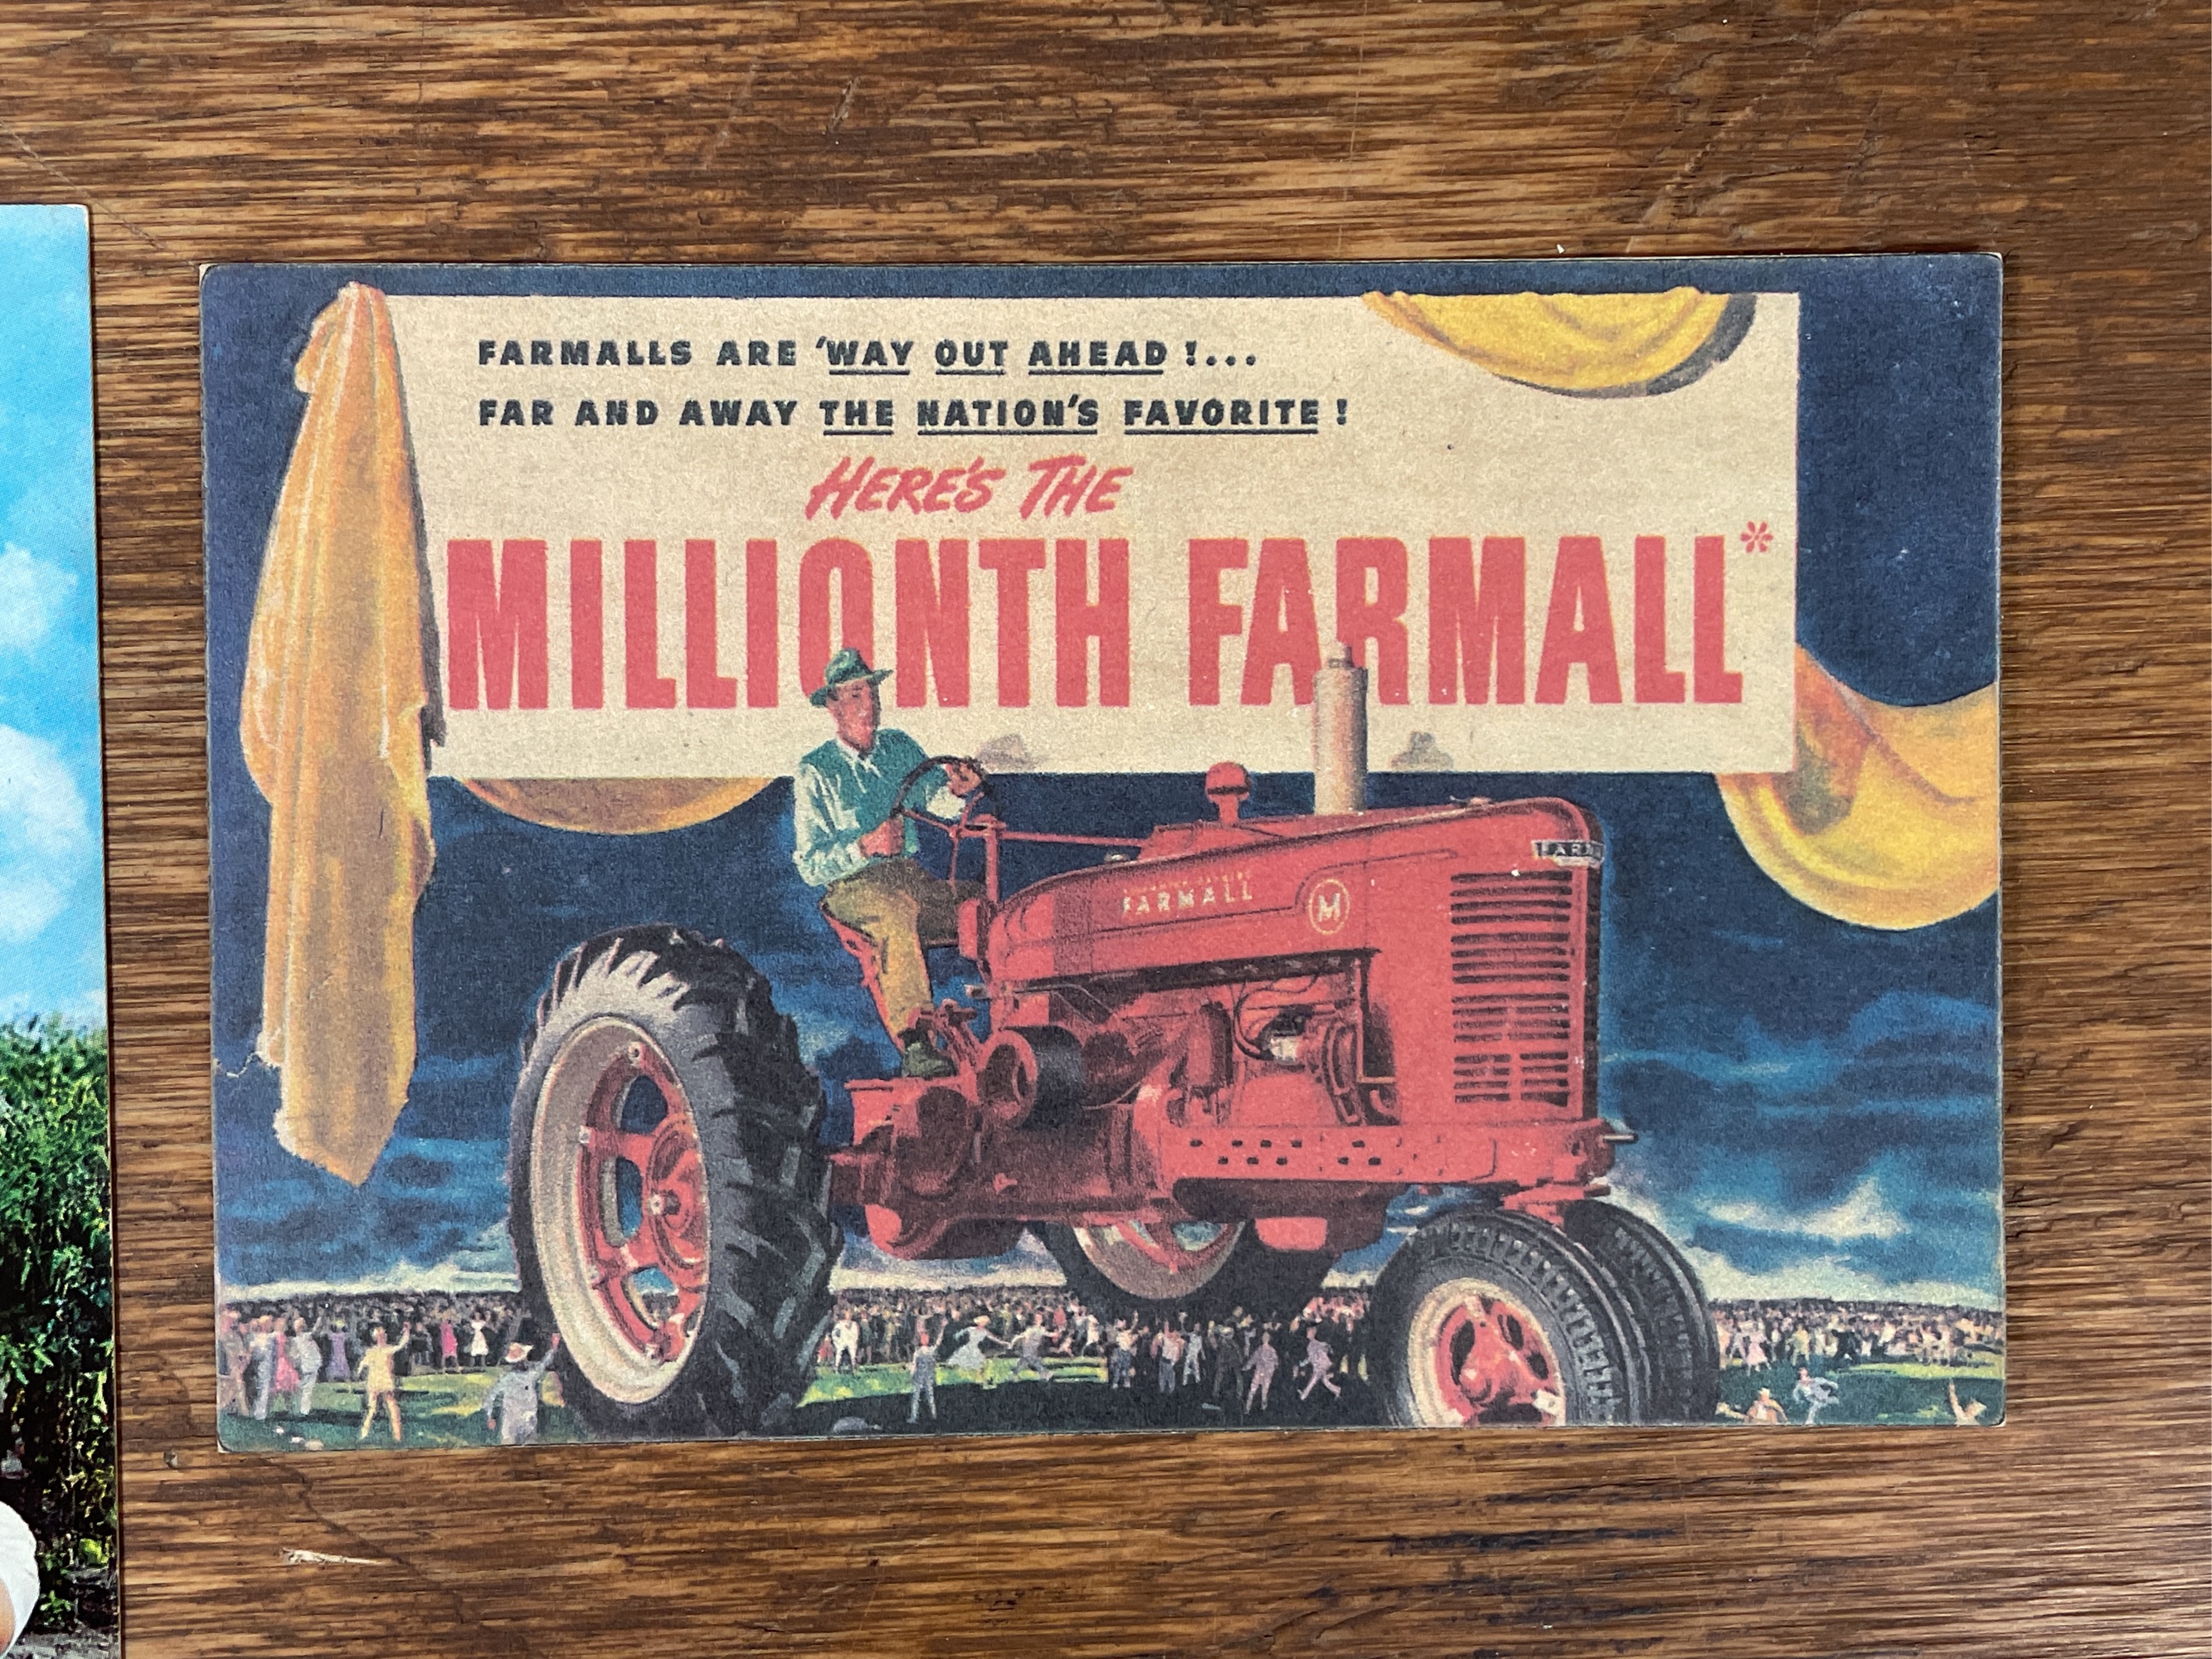 FARMALLS ARE 'WAY OUT AHEAD!...
FAR AND AWAY THE NATION'S FAVORITE!
HERE'S THE
MILLIONTH FARMALL*
FARMALL
M